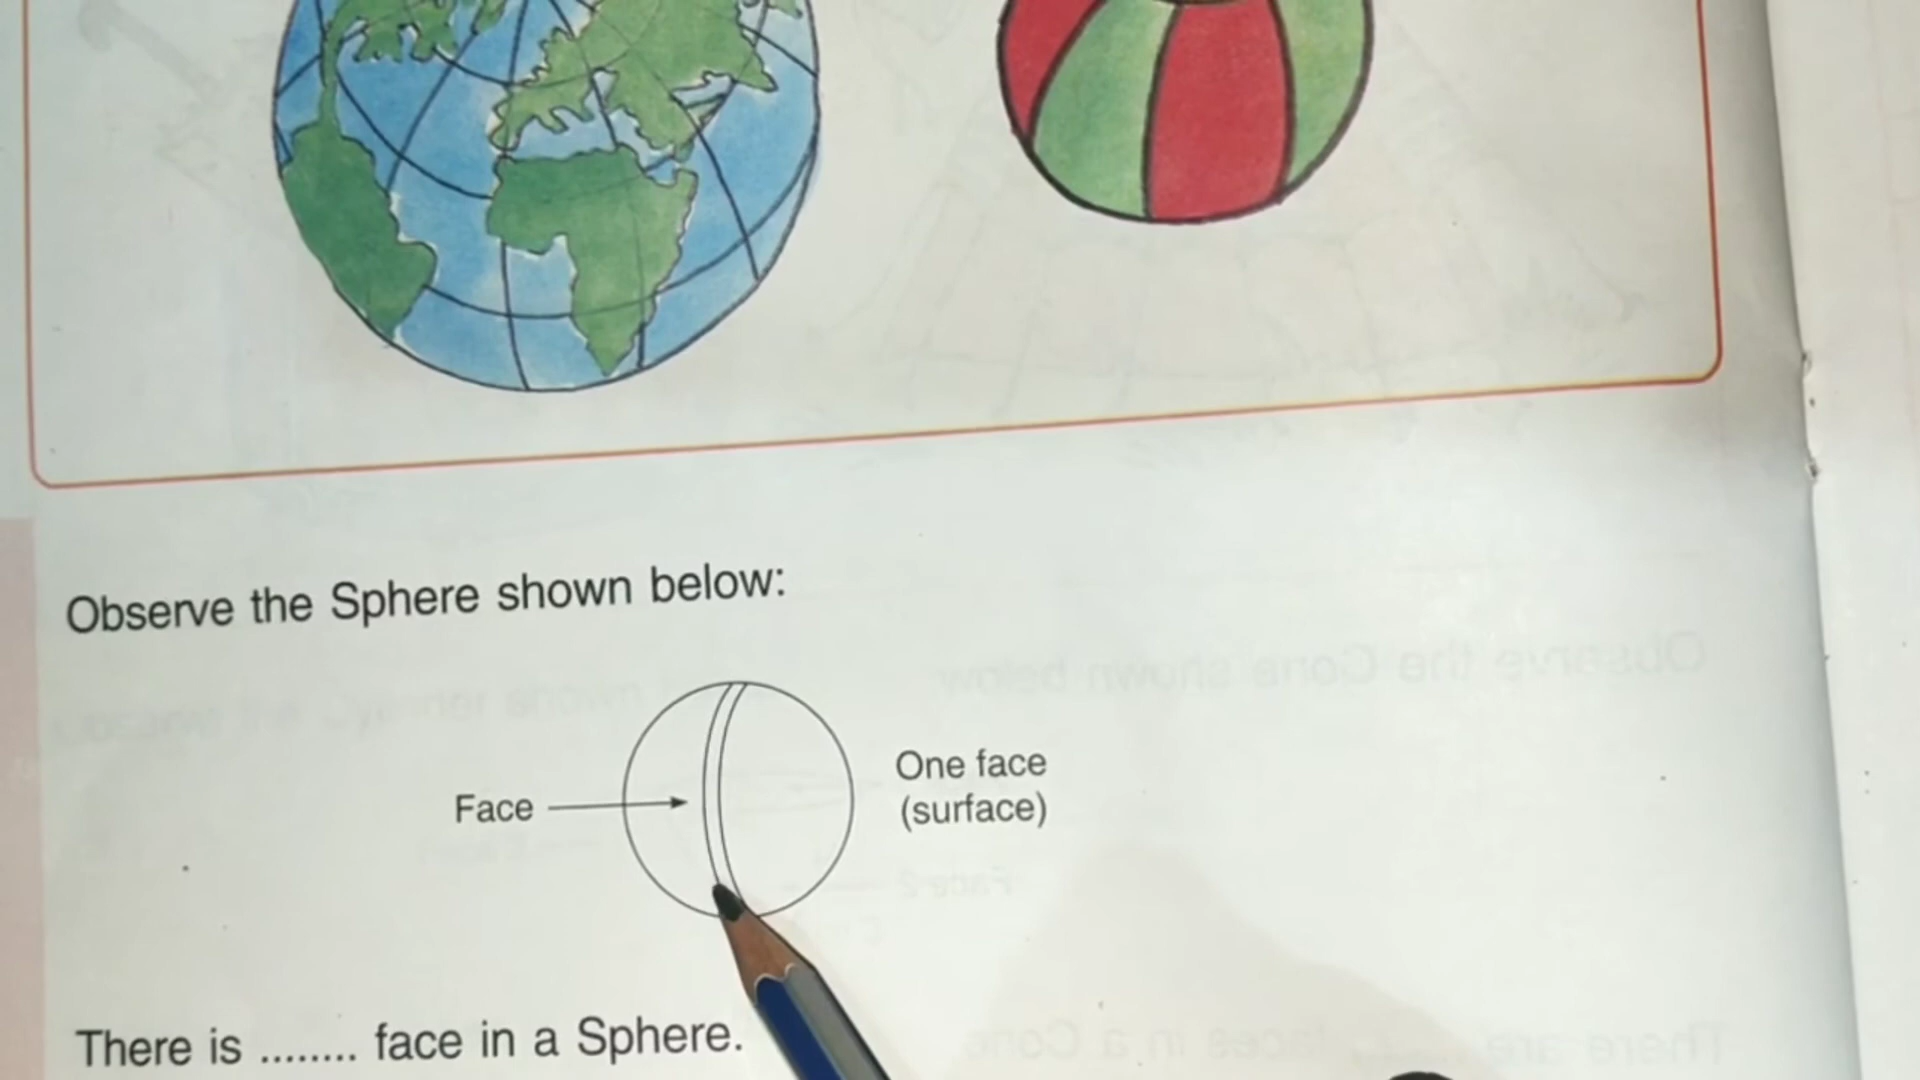 Observe the Sphere shown below:
Face
One face
(surface)
There is ........ face in a Sphere.